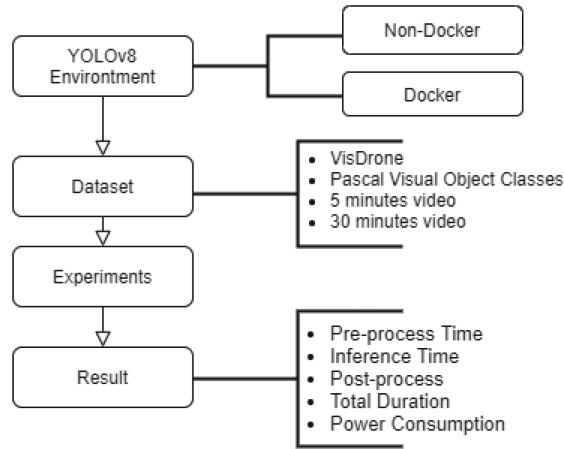 YOLOv8
Environtment
Non-Docker
Docker
Dataset
• VisDrone
• Pascal Visual Object Classes
• 5 minutes video
• 30 minutes video
Experiments
Result
• Pre-process Time
• Inference Time
• Post-process
• Total Duration
• Power Consumption